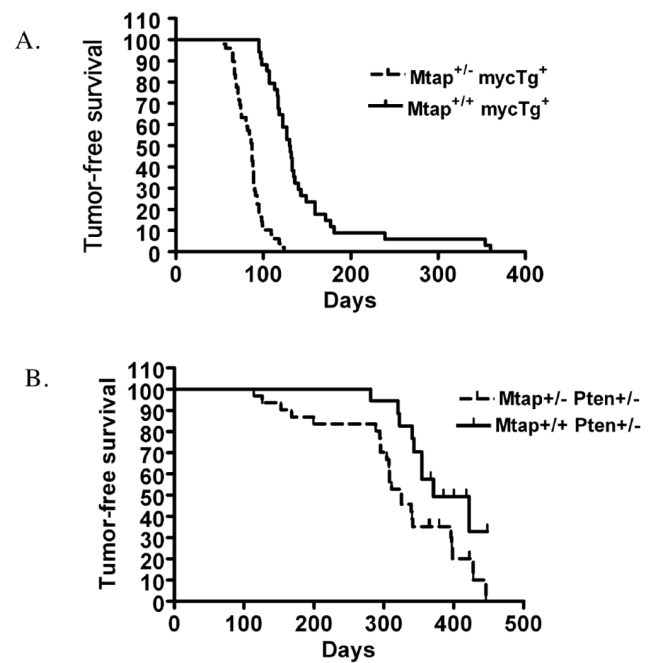 A.
Tumor-free survival
110
100
90
80
70
60
50
40
30
20
10
0
0 100 200 300 400
Days
Mtap+/- mycTg+
Mtap+/+ mycTg+
B.
Tumor-free survival
110
100
90
80
70
60
50
40
30
20
10
0
0 100 200 300 400 500
Days
Mtap+/- Pten+/-
Mtap+/+ Pten+/-